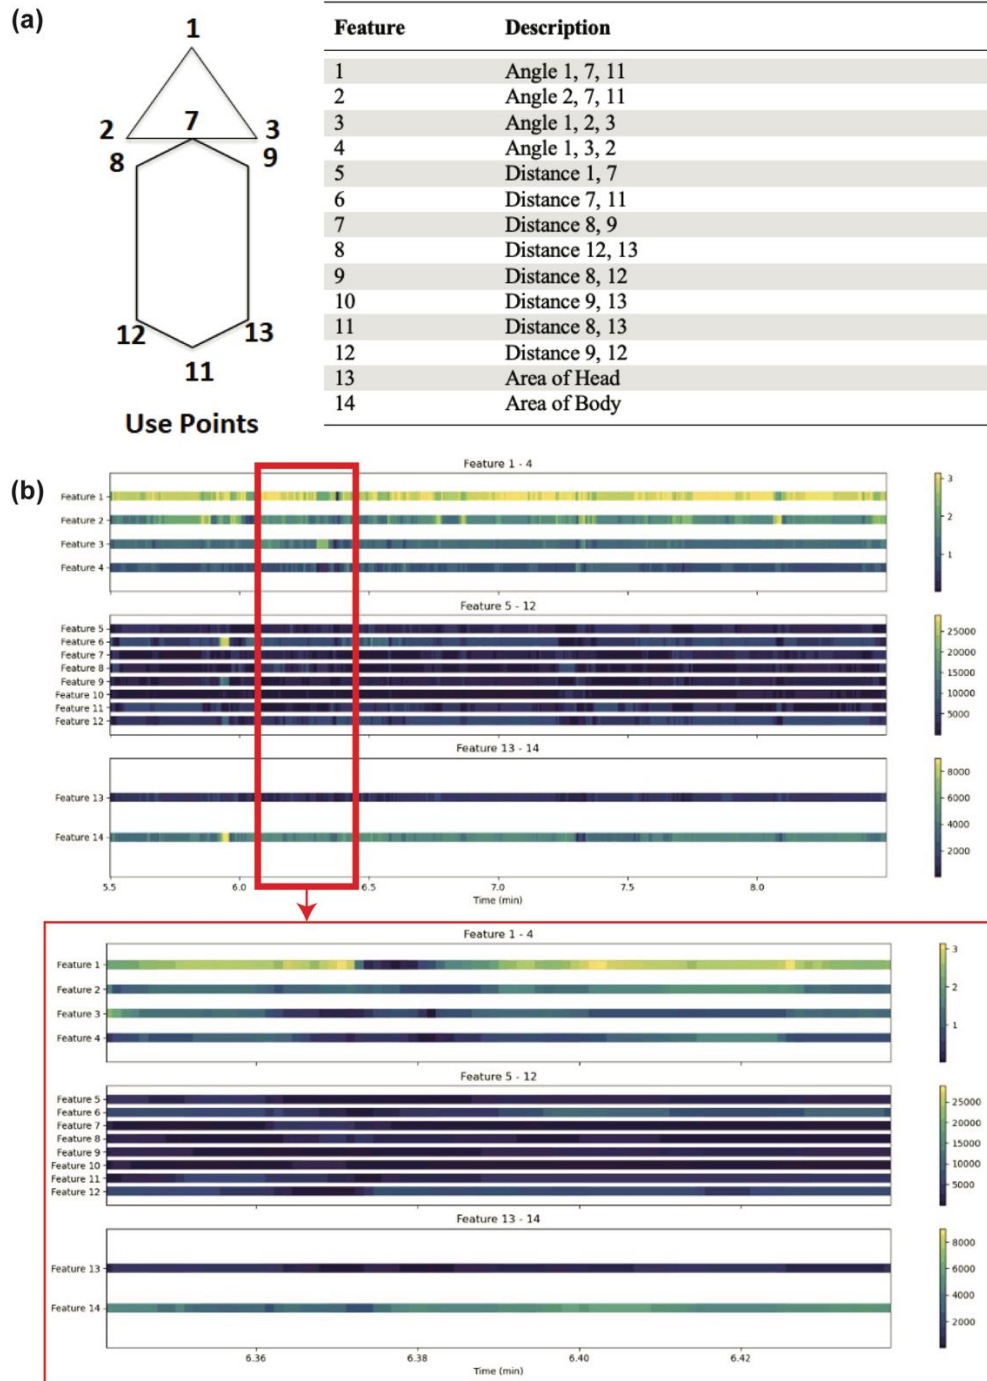 (a)
1
2
7
3
8
9
12
13
11
Use Points
Feature Description
1 Angle 1, 7, 11
2 Angle 2, 7, 11
3 Angle 1, 2, 3
4 Angle 1, 3, 2
5 Distance 1, 7
6 Distance 7, 11
7 Distance 8, 9
8 Distance 12, 13
9 Distance 8, 12
10 Distance 9, 13
11 Distance 8, 13
12 Distance 9, 12
13 Area of Head
14 Area of Body
(b)
Feature 1 - 4
Feature 1
Feature 2
Feature 3
Feature 4
3
2
1
Feature 5 - 12
Feature 5
Feature 6
Feature 7
Feature 8
Feature 9
Feature 10
Feature 11
Feature 12
25000
20000
15000
10000
5000
Feature 13 - 14
Feature 13
Feature 14
8000
6000
4000
2000
5.5 6.0 6.5 7.0 7.5 8.0
Time (min)
Feature 1 - 4
Feature 1
Feature 2
Feature 3
Feature 4
3
2
1
Feature 5 - 12
Feature 5
Feature 6
Feature 7
Feature 8
Feature 9
Feature 10
Feature 11
Feature 12
25000
20000
15000
10000
5000
Feature 13 - 14
Feature 13
Feature 14
8000
6000
4000
2000
6.36 6.38 6.40 6.42
Time (min)